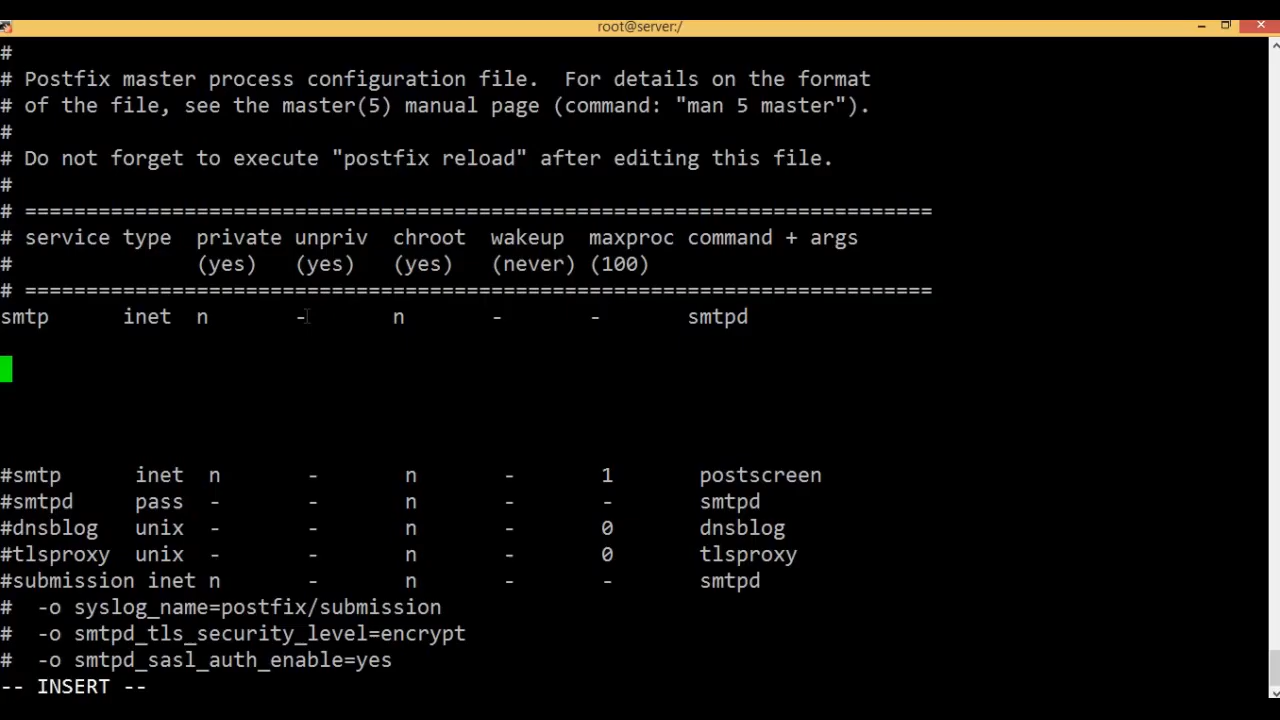 root@server:/
#
# Postfix master process configuration file.  For details on the format
# of the file, see the master(5) manual page (command: "man 5 master").
#
# Do not forget to execute "postfix reload" after editing this file.
#
# ==========================================================================
# service type  private unpriv  chroot  wakeup  maxproc command + args
#               (yes)   (yes)   (yes)   (never) (100)
# ==========================================================================
smtp      inet  n       -       n       -       -       smtpd
#smtp      inet  n       -       n       -       1       postscreen
#smtpd     pass  -       -       n       -       -       smtpd
#dnsblog   unix  -       -       n       -       0       dnsblog
#tlsproxy  unix  -       -       n       -       0       tlsproxy
#submission inet n       -       n       -       -       smtpd
#  -o syslog_name=postfix/submission
#  -o smtpd_tls_security_level=encrypt
#  -o smtpd_sasl_auth_enable=yes
-- INSERT --